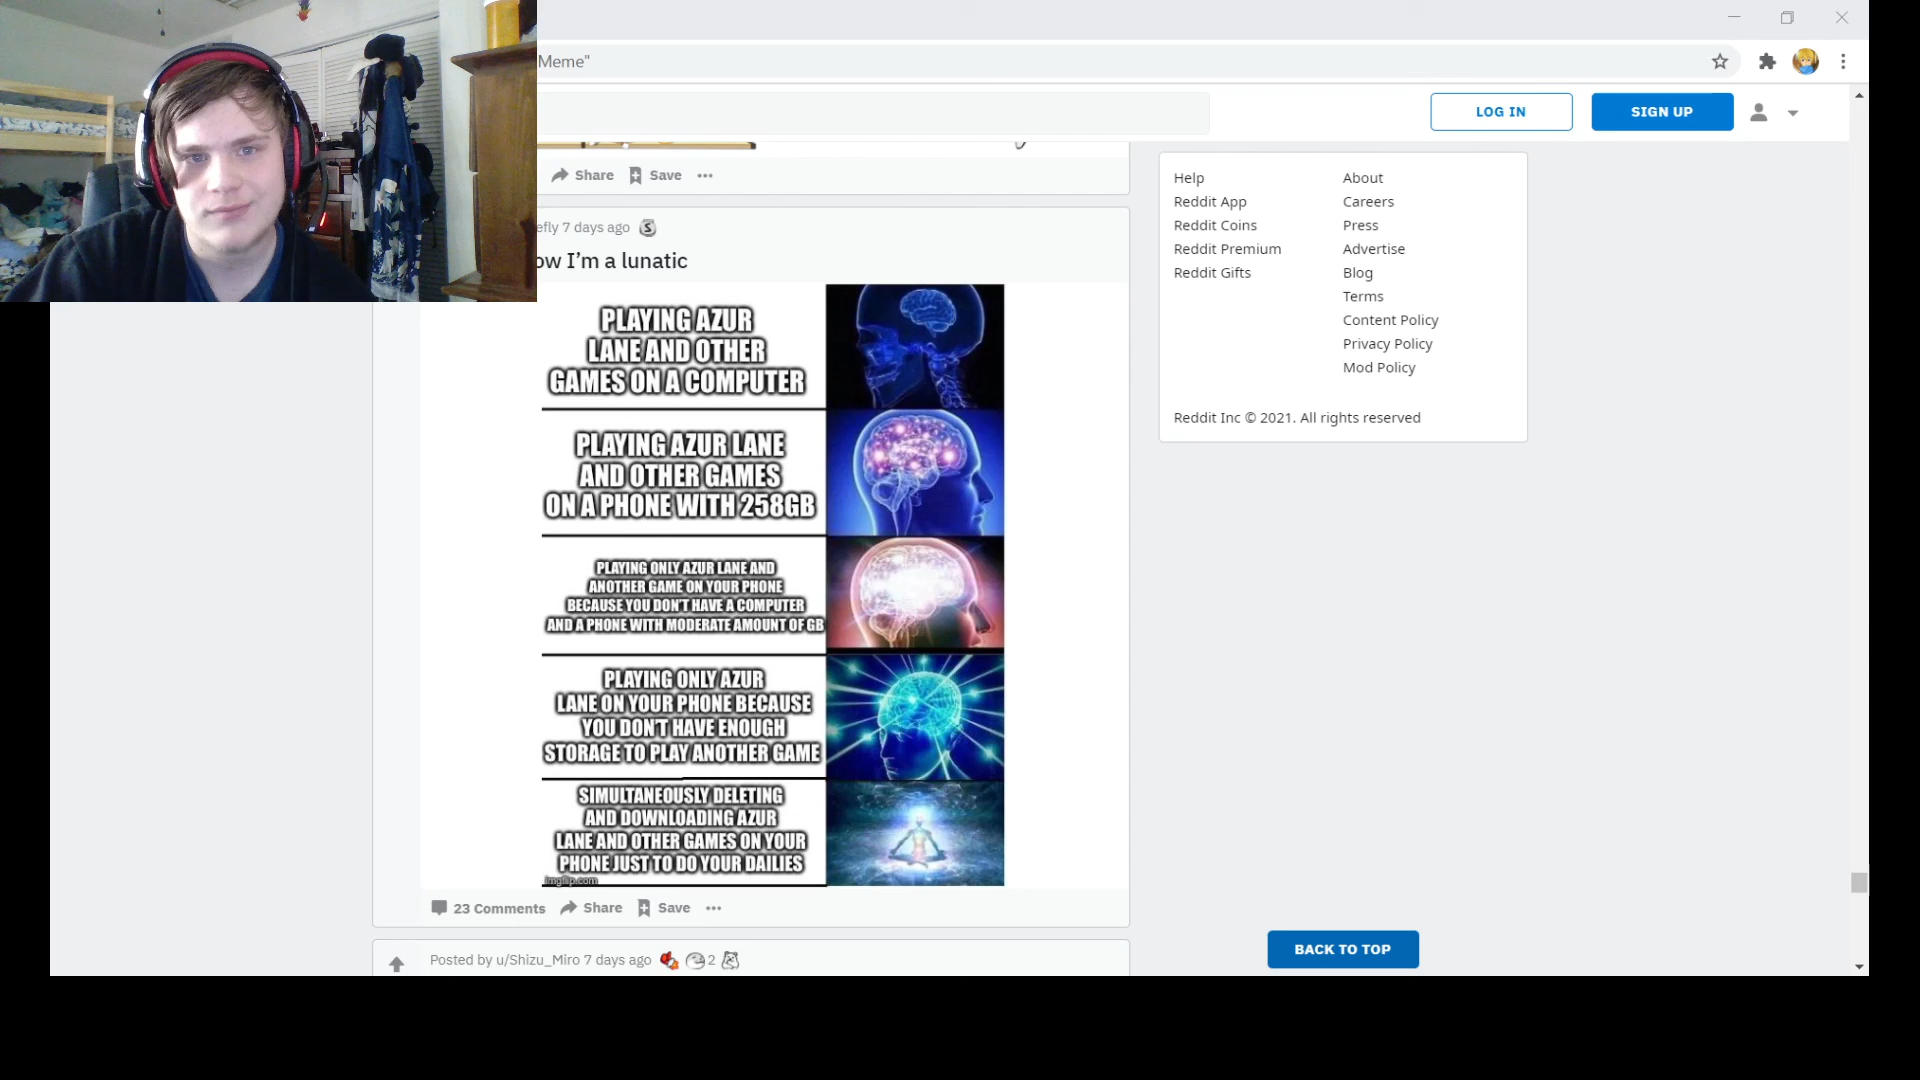 Meme"
LOG IN
SIGN UP
Share
Save
Help
About
Reddit App
Careers
Reddit Coins
Press
Reddit Premium
Advertise
Reddit Gifts
Blog
Terms
Content Policy
Privacy Policy
Mod Policy
Reddit Inc © 2021. All rights reserved
efly 7 days ago
ow I'm a lunatic
PLAYING AZUR
LANE AND OTHER
GAMES ON A COMPUTER
PLAYING AZUR LANE
AND OTHER GAMES
ON A PHONE WITH 258GB
PLAYING ONLY AZUR LANE AND
ANOTHER GAME ON YOUR PHONE
BECAUSE YOU DON'T HAVE A COMPUTER
AND A PHONE WITH MODERATE AMOUNT OF GB
PLAYING ONLY AZUR
LANE ON YOUR PHONE BECAUSE
YOU DON'T HAVE ENOUGH
STORAGE TO PLAY ANOTHER GAME
SIMULTANEOUSLY DELETING
AND DOWNLOADING AZUR
LANE AND OTHER GAMES ON YOUR
PHONE JUST TO DO YOUR DAILIES
imgflip.com
23 Comments
Share
Save
Posted by u/Shizu_Miro 7 days ago
2
BACK TO TOP